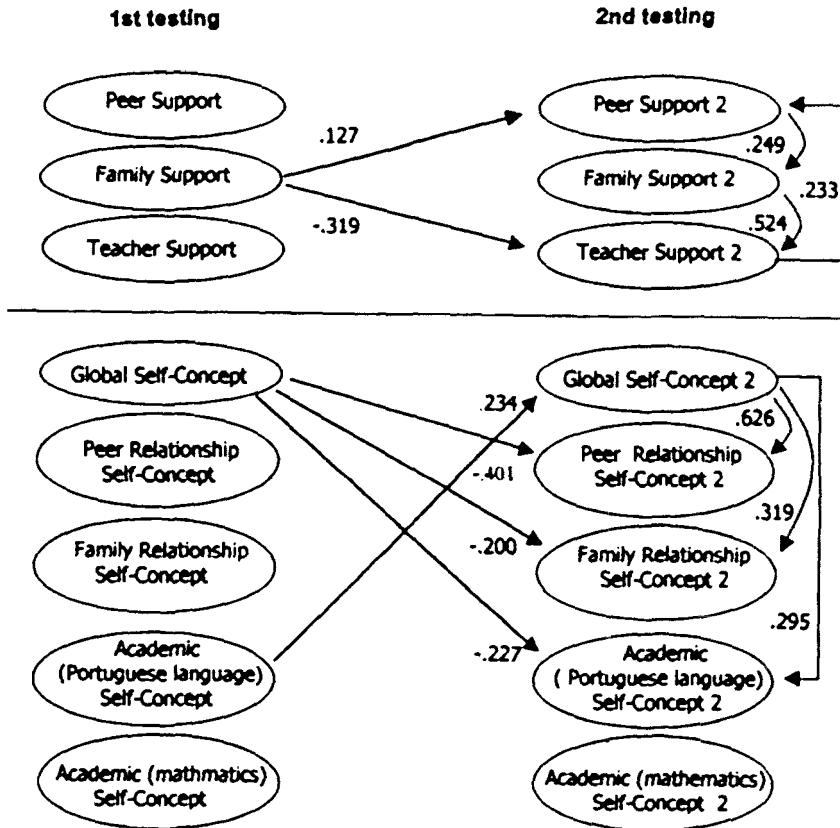 1st testing
2nd testing
Peer Support
Peer Support 2
.127
.249
Family Support
Family Support 2
.233
-.319
.524
Teacher Support
Teacher Support 2
Global Self-Concept
Global Self-Concept 2
.234
.626
Peer Relationship
Self-Concept
Peer Relationship
Self-Concept 2
-.401
.319
Family Relationship
Self-Concept
-.200
Family Relationship
Self-Concept 2
.295
Academic
(Portuguese language)
Self-Concept
-.227
Academic
( Portuguese language)
Self-Concept 2
Academic (mathmatics)
Self-Concept
Academic (mathematics)
Self-Concept 2